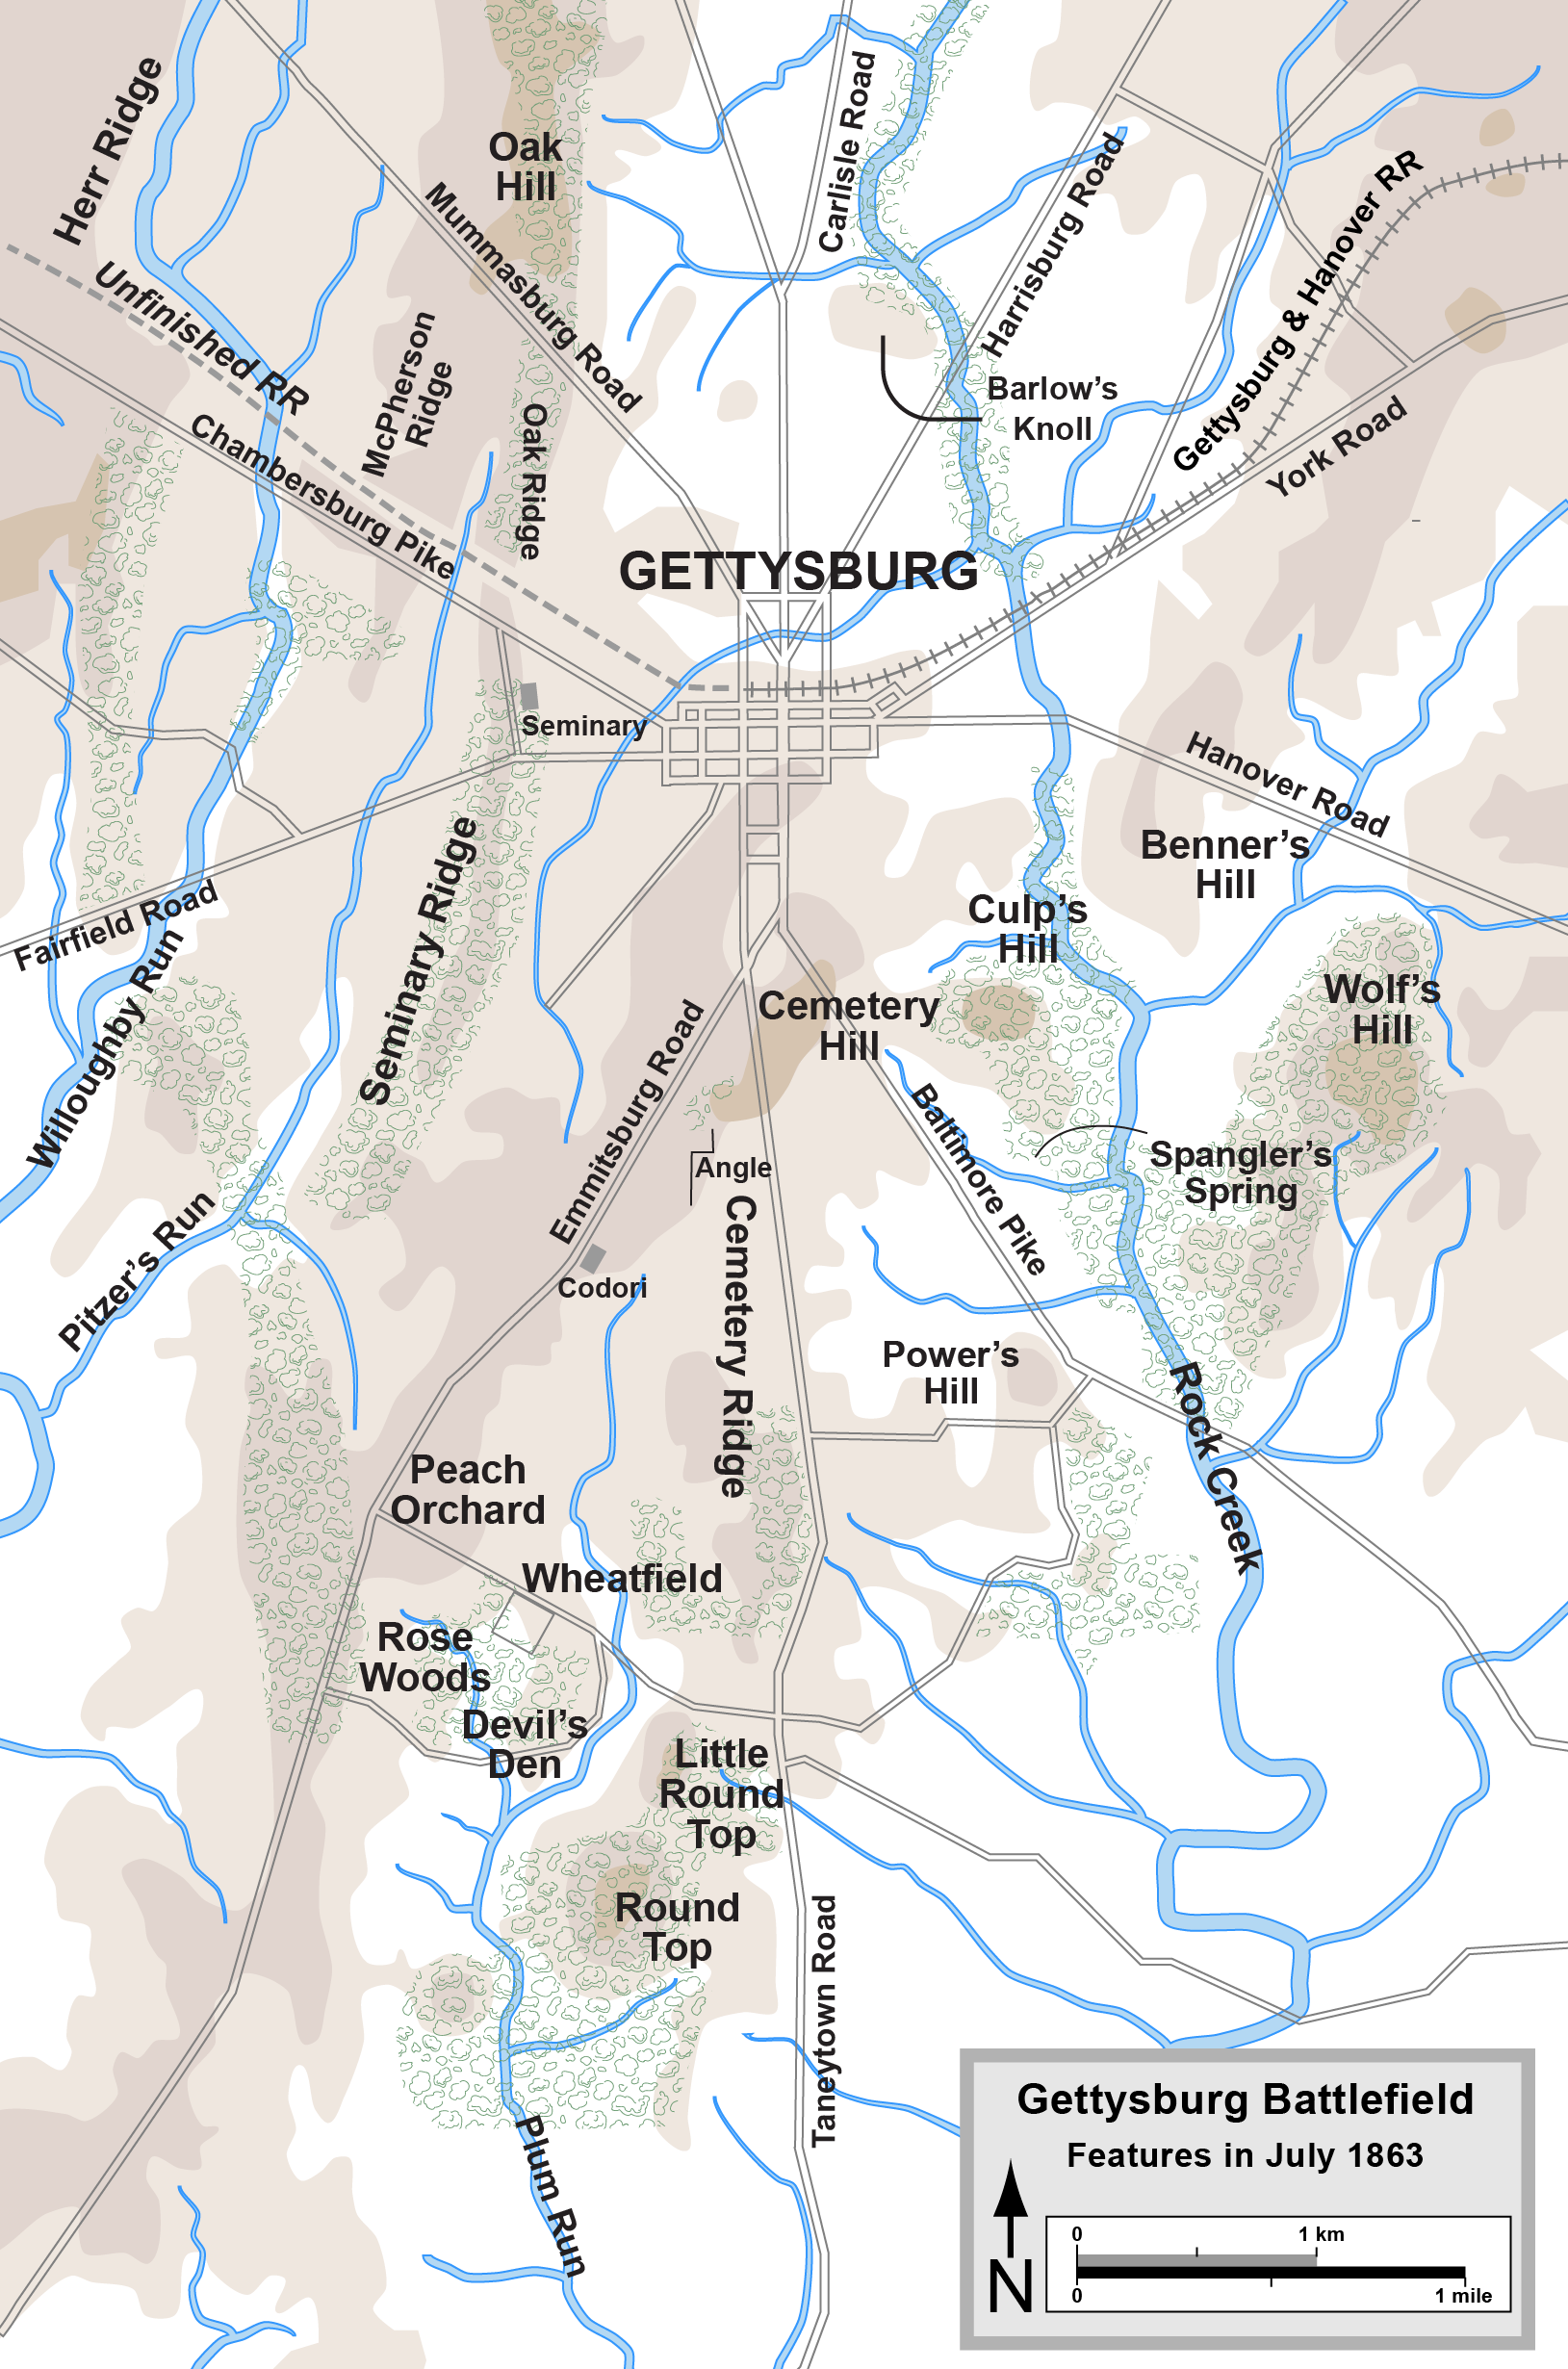 Herr Ridge
Oak
Hill
Carlisle Road
Harrisburg Road
Gettysburg & Hanover RR
Mummasburg Road
Unfinished RR
McPherson
Ridge
Barlow’s
Knoll
York Road
Oak Ridge
Chambersburg Pike
GETTYSBURG
Seminary
Hanover Road
Benner’s
Hill
Fairfield Road
Seminary Ridge
Culp’s
Hill
Wolf’s
Hill
Cemetery
Hill
Willoughby Run
Emmitsburg Road
Baltimore Pike
Angle
Spangler’s
Spring
Pitzer’s Run
Codori
Cemetery Ridge
Power’s
Hill
Rock Creek
Peach
Orchard
Wheatfield
Rose
Woods
Devil’s
Den
Little
Round
Top
Round
Top
Taneytown Road
Plum Run
Gettysburg Battlefield
Features in July 1863
N
0
1 km
0
1 mile